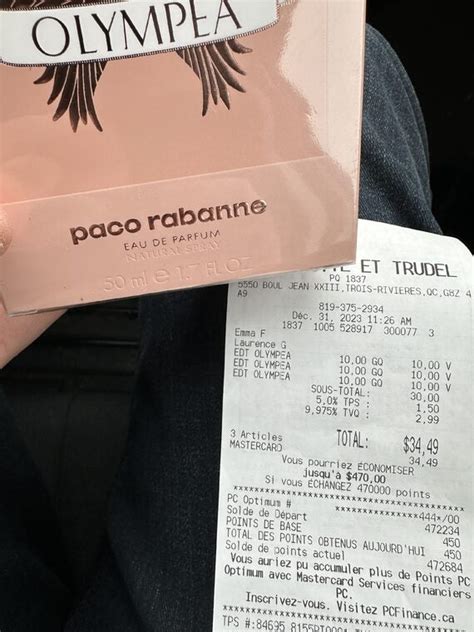 OLYMPEA
paco rabanne
EAU DE PARFUM
NATURAL SPRAY
50 ml e 1.7 FL.OZ
ET TRUDEL
PQ 1837
5550 BOUL JEAN XXIII,TROIS-RIVIERES,QC,G8Z 4
A9
819-375-2934
Déc. 31, 2023 11:26 AM
1837 1005 528917 300077 3
Emma F
Laurence G
EDT OLYMPEA 10,00 GQ 10,00 V
EDT OLYMPEA 10,00 GQ 10,00 V
EDT OLYMPEA 10,00 GQ 10,00 V
SOUS-TOTAL: 30,00
5,0% TPS : 1,50
9,975% TVQ : 2,99
3 Articles TOTAL: $34,49
MASTERCARD 34,49
Vous pourriez ÉCONOMISER
jusqu'à $470,00
Si vous ÉCHANGEZ 470000 points
PC Optimum #
Solde de Départ 472234
POINTS DE BASE 450
TOTAL DES POINTS OBTENUS AUJOURD'HUI 450
Solde de points actuel 472684
Vous auriez pu accumuler plus de Points PC
Optimum avec Mastercard Services financiers
PC.
Inscrivez-vous. Visitez PCFinance.ca